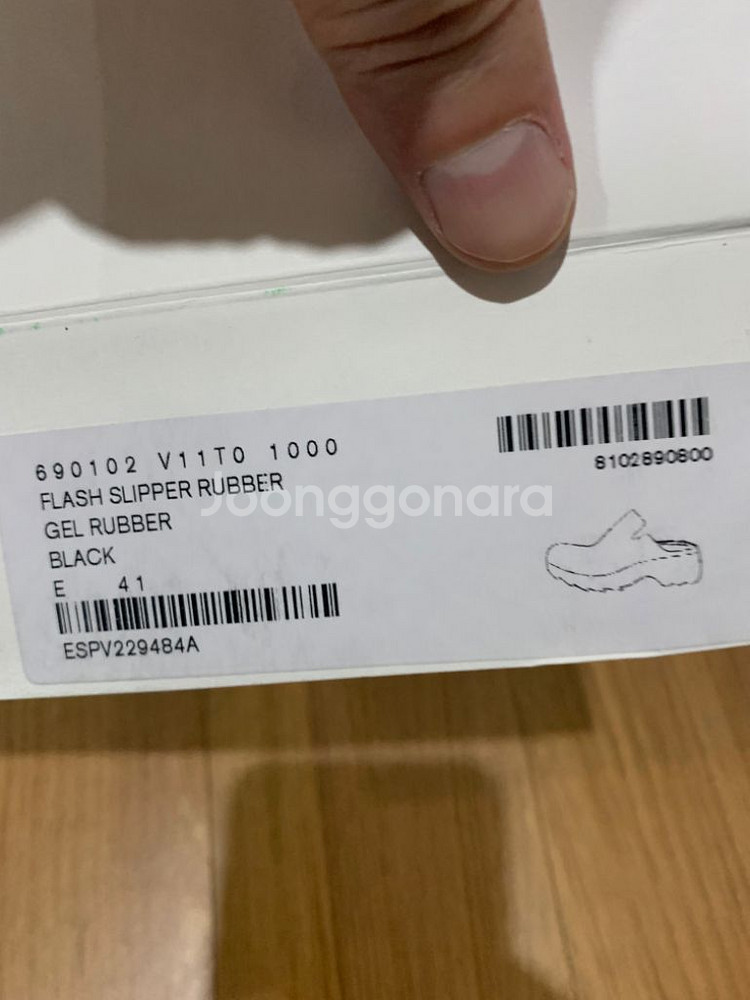 690102 V11T0 1000
FLASH SLIPPER RUBBER
GEL RUBBER
BLACK
E 41
ESPV229484A
8102890800
Joonggonara